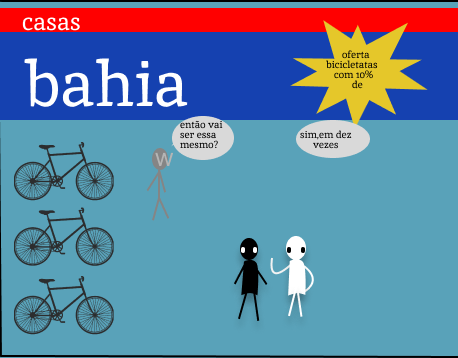 casas
bahia
oferta
bicicletatas
com 10%
de
então vai
ser essa
mesmo?
sim,em dez
vezes
W